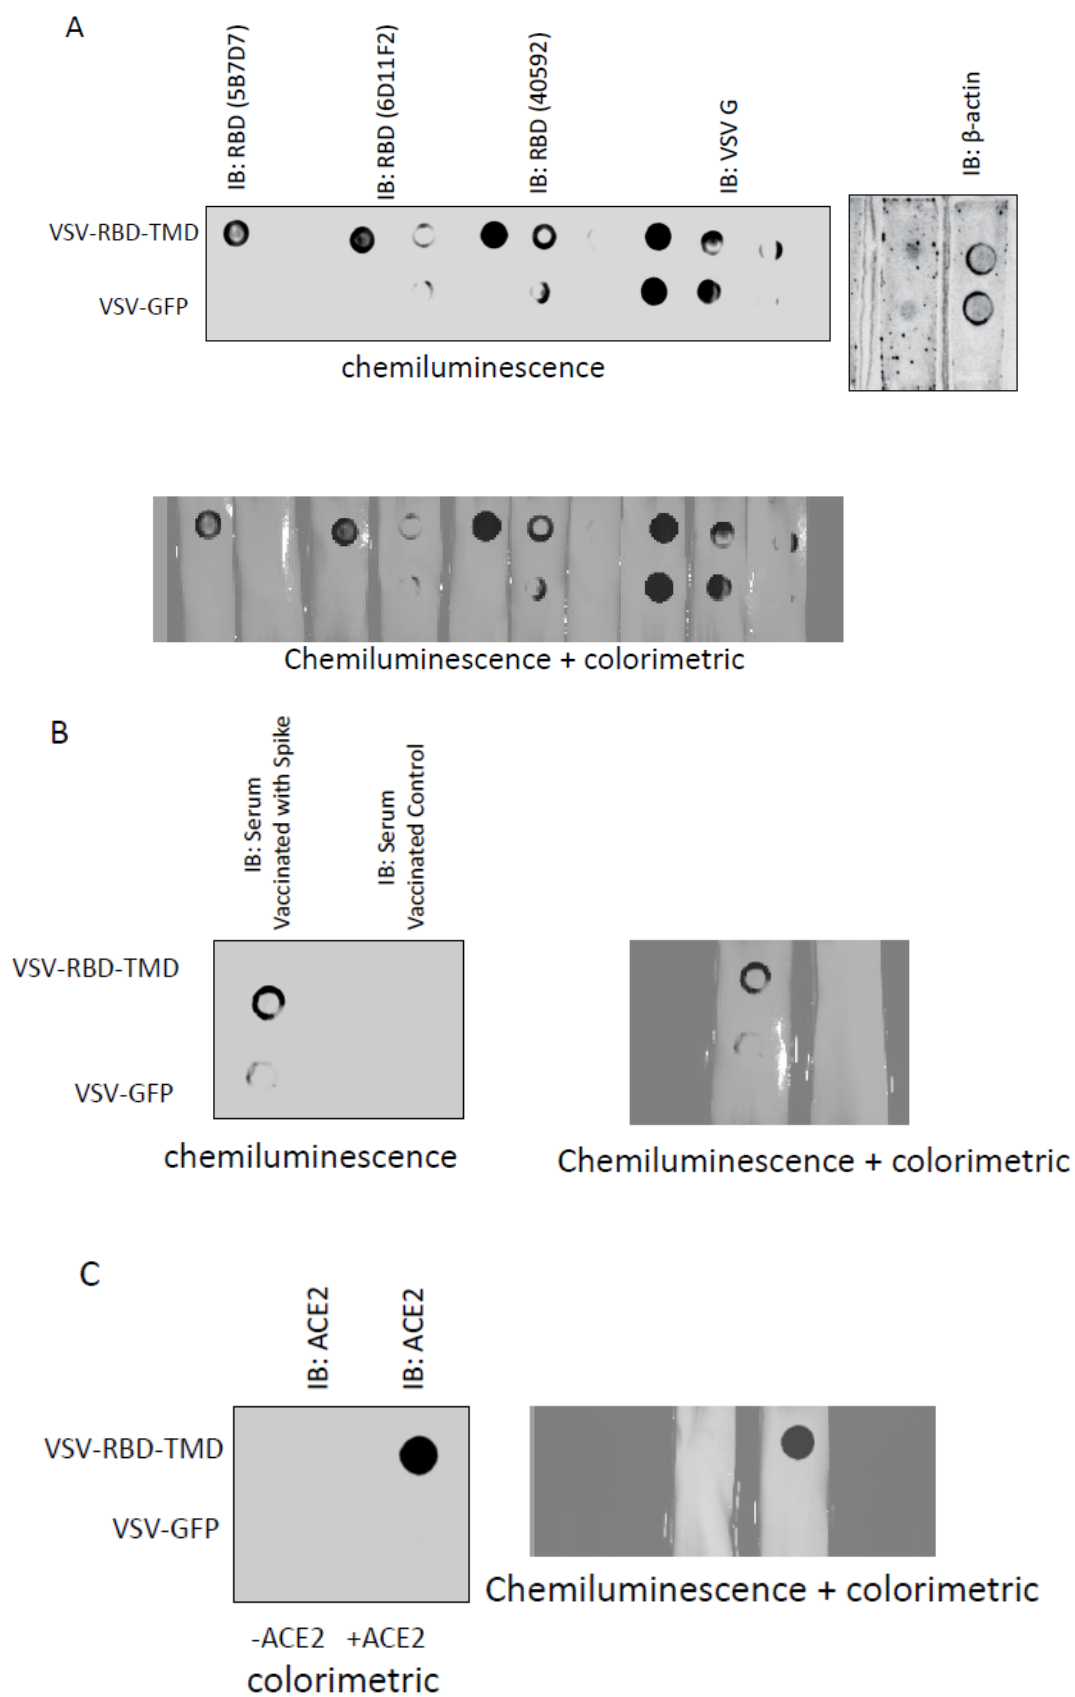 A
IB: RBD (5B7D7)
IB: RBD (6D11F2)
IB: RBD (40592)
IB: VSV G
IB: β-actin
VSV-RBD-TMD
VSV-GFP
chemiluminescence
Chemiluminescence + colorimetric
B
IB: Serum
Vaccinated with Spike
IB: Serum
Vaccinated Control
VSV-RBD-TMD
VSV-GFP
chemiluminescence
Chemiluminescence + colorimetric
C
IB: ACE2
IB: ACE2
VSV-RBD-TMD
VSV-GFP
Chemiluminescence + colorimetric
-ACE2 +ACE2
colorimetric